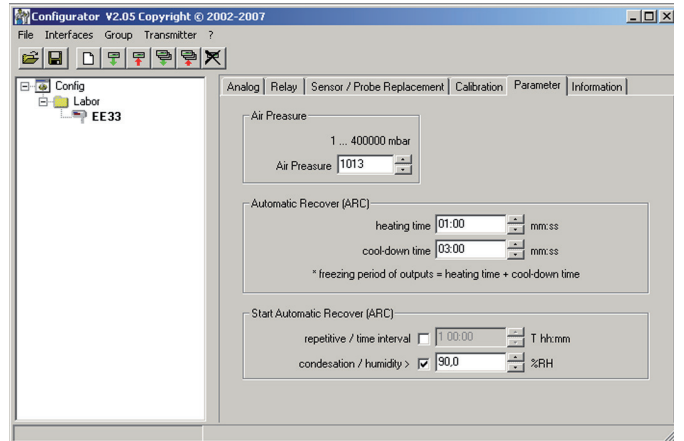 Configurator V2.05 Copyright © 2002-2007
File Interfaces Group Transmitter ?
Config
Labor
EE33
Analog Relay Sensor / Probe Replacement Calibration Parameter Information
Air Preasure
1 ... 400000 mbar
Air Preasure 1013
Automatic Recover (ARC)
heating time 01:00 mm:ss
cool-down time 03:00 mm:ss
* freezing period of outputs = heating time + cool-down time
Start Automatic Recover (ARC)
repetitive / time interval 1 00:00 T hh:mm
condesation / humidity > 90,0 %RH